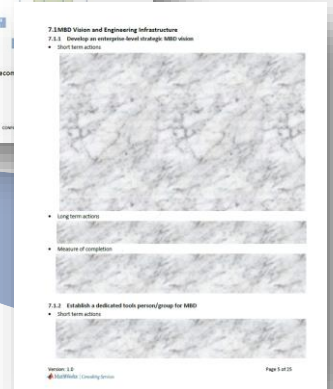 7.1MBD Vision and Engineering Infrastructure
7.1.1 Develop an enterprise-level strategic MBD vision
• Short term actions
• Long term actions
• Measure of completion
7.1.2 Establish a dedicated tools person/group for MBD
• Short term actions
Version: 1.0 Page 5 of 25
MathWorks | Consulting Services